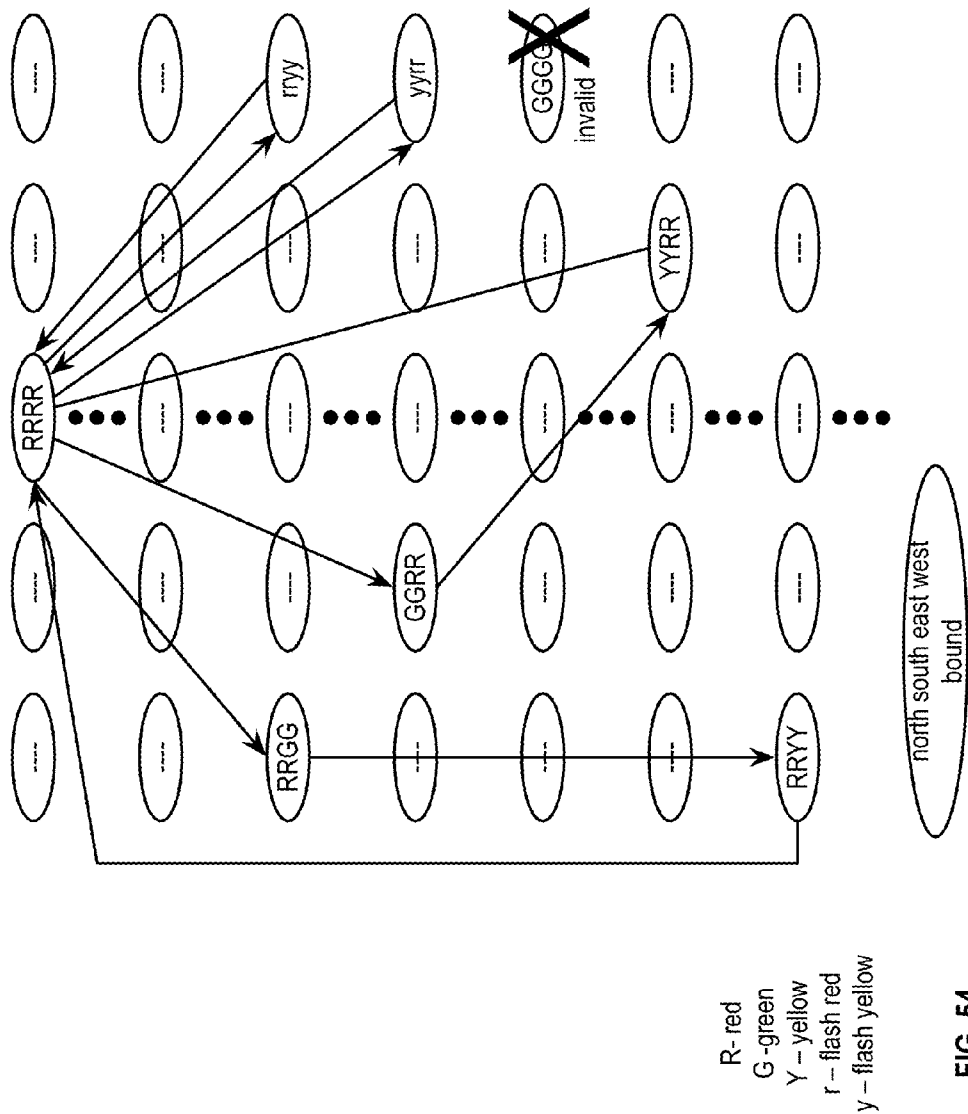 ---- ---- RRRR ---- ----
---- ---- ---- ---- ----
RRGG ---- ---- ---- rryy
---- GGRR ---- ---- yyrr
---- ---- ---- ---- GGGG
invalid
---- ---- ---- YYRR ----
RRYY ---- ---- ---- ----
R- red
G -green
Y – yellow
r – flash red
y – flash yellow
north south east west
bound
FIG. 54